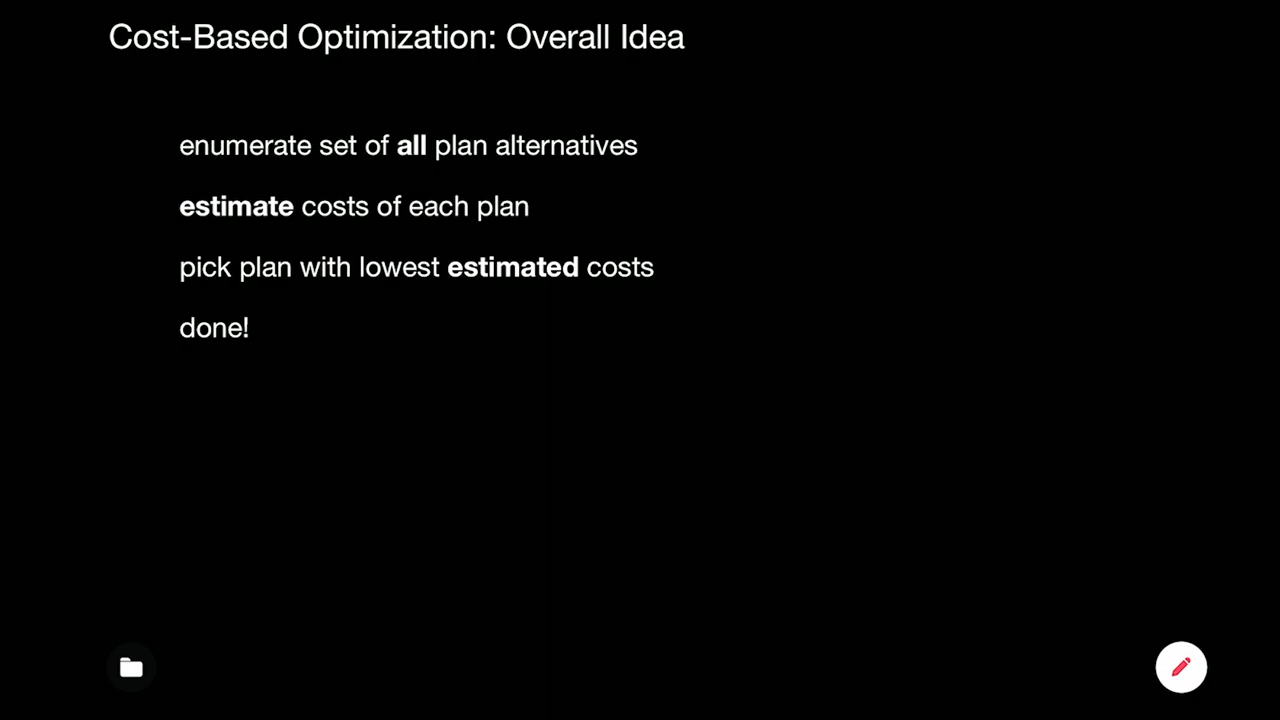 Cost-Based Optimization: Overall Idea
enumerate set of all plan alternatives
estimate costs of each plan
pick plan with lowest estimated costs
done!